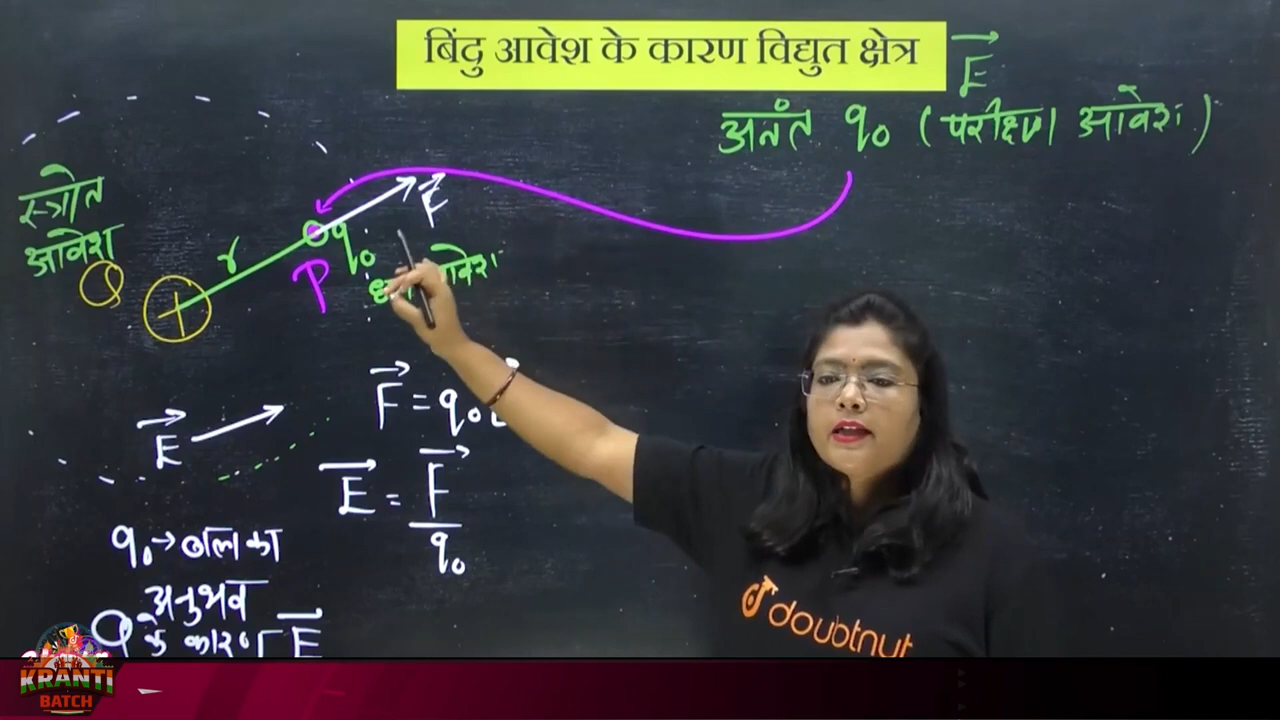 बिंदु आवेश के कारण विद्युत क्षेत्र
E
अनंत q₀ (परीक्षण आवेश)
स्त्रोत
आवेश
Q
+
r
q₀
P
F
E
F = q₀
E = F
q₀
q₀ → बल का
अनुभव
Q के कारण E
doubtnut
KRANTI
BATCH